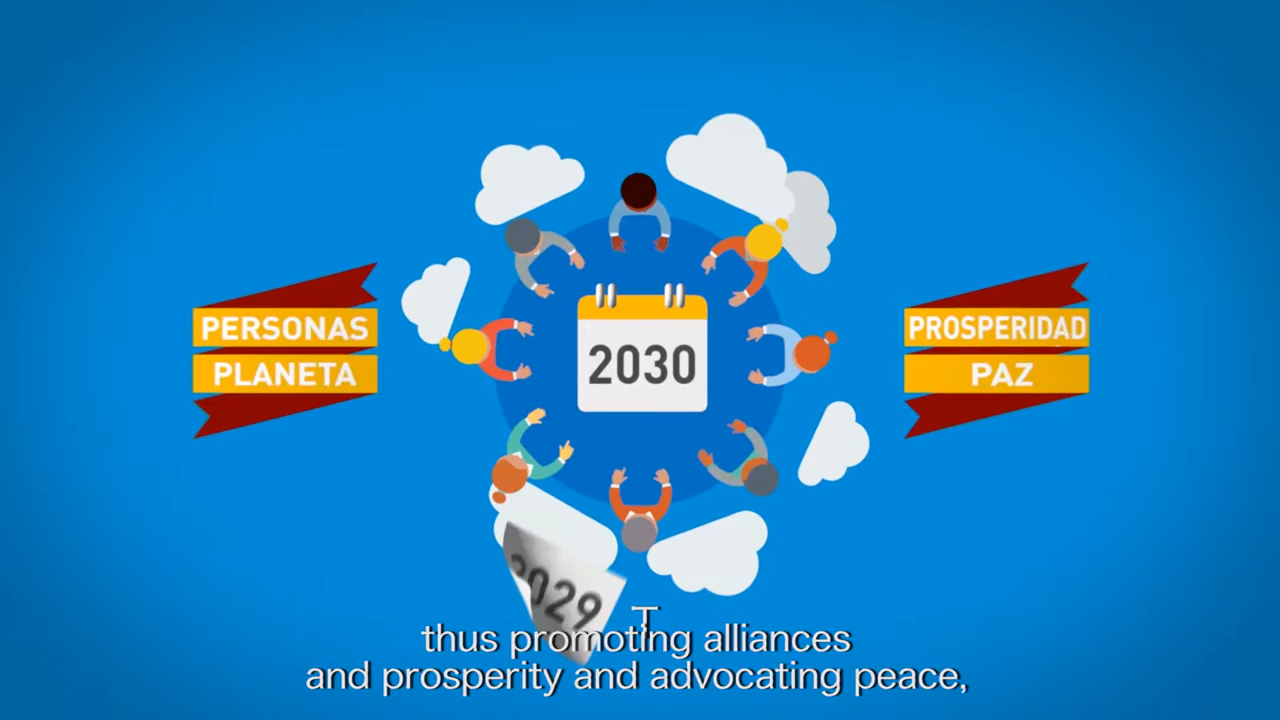 PERSONAS
PLANETA
2030
PROSPERIDAD
PAZ
2029
thus promoting alliances
and prosperity and advocating peace,